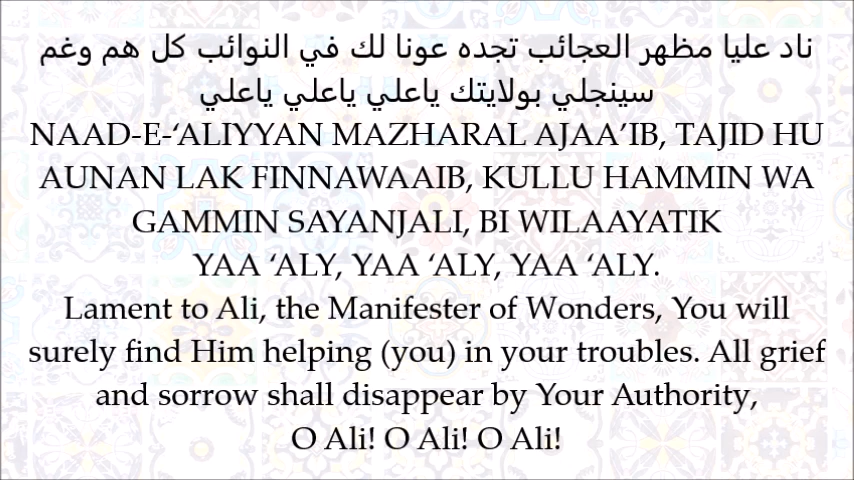 ناد عليا مظهر العجائب تجده عونا لك في النوائب كل هم وغم
سينجلي بولايتك ياعلي ياعلي ياعلي
NAAD-E-‘ALIYYAN MAZHARAL AJAA’IB, TAJID HU
AUNAN LAK FINNAWAAIB, KULLU HAMMIN WA
GAMMIN SAYANJALI, BI WILAAYATIK
YAA ‘ALY, YAA ‘ALY, YAA ‘ALY.
Lament to Ali, the Manifester of Wonders, You will
surely find Him helping (you) in your troubles. All grief
and sorrow shall disappear by Your Authority,
O Ali! O Ali! O Ali!